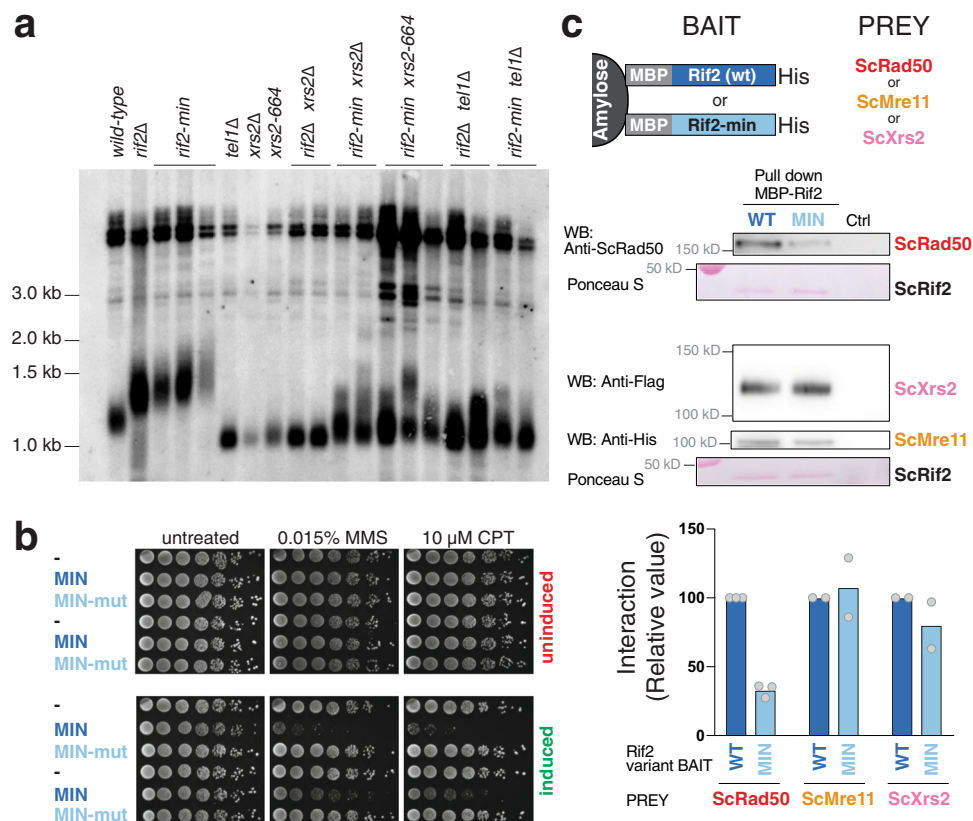 a
wild-type
rif2Δ
rif2-min
tel1Δ
xrs2Δ
xrs2-664
rif2Δ xrs2Δ
rif2-min xrs2Δ
rif2-min xrs2-664
rif2Δ tel1Δ
rif2-min tel1Δ
3.0 kb
2.0 kb
1.5 kb
1.0 kb
b
untreated
0.015% MMS
10 µM CPT
-
MIN
MIN-mut
-
MIN
MIN-mut
uninduced
-
MIN
MIN-mut
-
MIN
MIN-mut
induced
c
BAIT
PREY
Amylose
MBP Rif2 (wt) His
or
MBP Rif2-min His
ScRad50
or
ScMre11
or
ScXrs2
Pull down
MBP-Rif2
WT MIN Ctrl
WB:
Anti-ScRad50
150 kD
ScRad50
50 kD
Ponceau S
ScRif2
150 kD
WB: Anti-Flag
ScXrs2
100 kD
WB: Anti-His
100 kD
ScMre11
50 kD
Ponceau S
ScRif2
Interaction
(Relative value)
150
100
50
0
Rif2
variant BAIT
WT MIN WT MIN WT MIN
PREY
ScRad50 ScMre11 ScXrs2